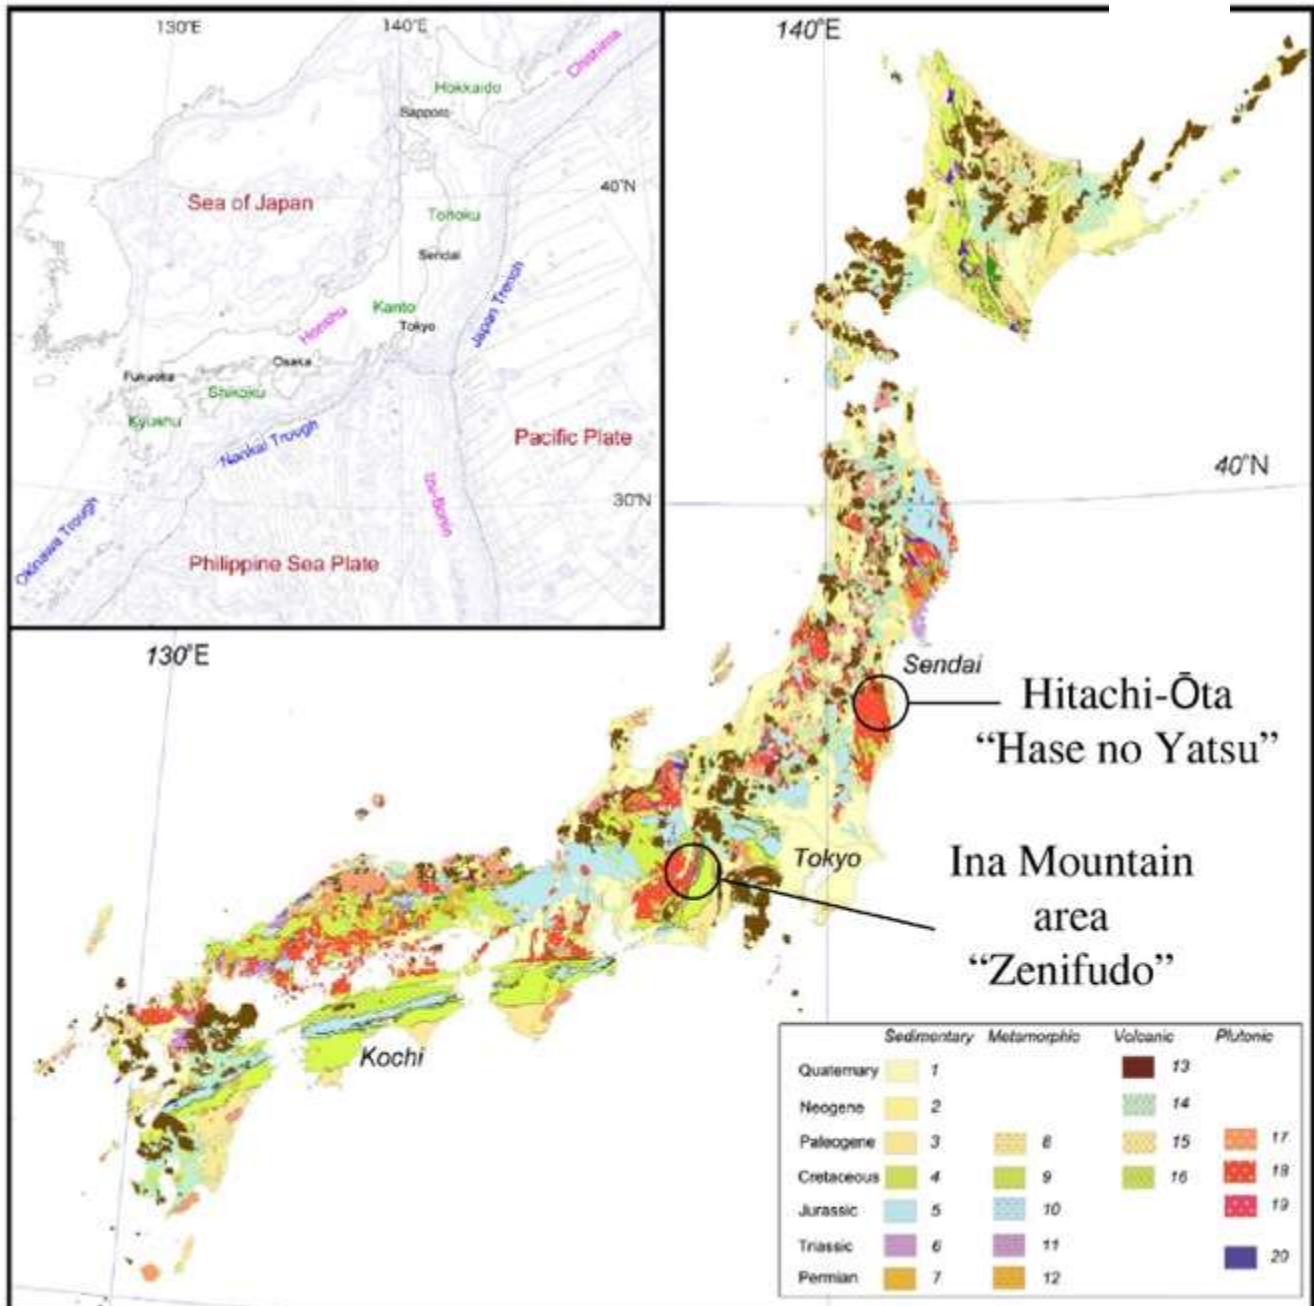 130°E
140°E
Chishima
Hokkaido
Sapporo
40°N
Sea of Japan
Tohoku
Sendai
Japan Trench
Kanto
Honshu
Tokyo
Osaka
Fukuoka
Shikoku
Kyushu
Nankai Trough
Pacific Plate
Izu-Bonin
30°N
Okinawa Trough
Philippine Sea Plate
140°E
40°N
130°E
Sendai
Hitachi-Ōta
“Hase no Yatsu”
Tokyo
Ina Mountain
area
“Zenifudo”
Kochi
Sedimentary Metamorphic Volcanic Plutonic
Quaternary 1 13
Neogene 2 14
Paleogene 3 8 15 17
Cretaceous 4 9 16 18
Jurassic 5 10 19
Triassic 6 11 20
Permian 7 12